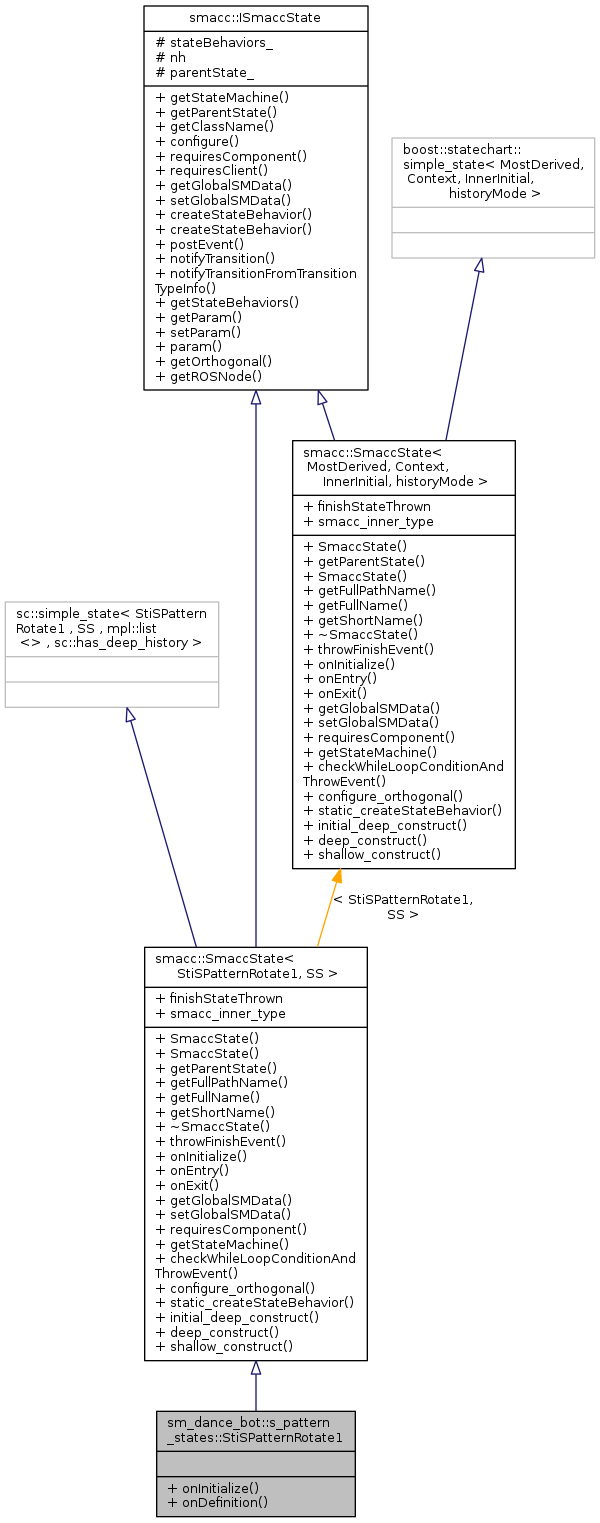 smacc::ISmaccState
# stateBehaviors_
# nh
# parentState_
+ getStateMachine()
+ getParentState()
+ getClassName()
+ configure()
+ requiresComponent()
+ requiresClient()
+ getGlobalSMData()
+ setGlobalSMData()
+ createStateBehavior()
+ createStateBehavior()
+ postEvent()
+ notifyTransition()
+ notifyTransitionFromTransition
TypeInfo()
+ getStateBehaviors()
+ getParam()
+ setParam()
+ param()
+ getOrthogonal()
+ getROSNode()
boost::statechart::
simple_state< MostDerived,
Context, InnerInitial,
historyMode >
smacc::SmaccState<
MostDerived, Context,
InnerInitial, historyMode >
+ finishStateThrown
+ smacc_inner_type
+ SmaccState()
+ getParentState()
+ SmaccState()
+ getFullPathName()
+ getFullName()
+ getShortName()
+ ~SmaccState()
+ throwFinishEvent()
+ onInitialize()
+ onEntry()
+ onExit()
+ getGlobalSMData()
+ setGlobalSMData()
+ requiresComponent()
+ getStateMachine()
+ checkWhileLoopConditionAnd
ThrowEvent()
+ configure_orthogonal()
+ static_createStateBehavior()
+ initial_deep_construct()
+ deep_construct()
+ shallow_construct()
sc::simple_state< StiSPattern
Rotate1 , SS , mpl::list
<> , sc::has_deep_history >
< StiSPatternRotate1,
SS >
smacc::SmaccState<
StiSPatternRotate1, SS >
+ finishStateThrown
+ smacc_inner_type
+ SmaccState()
+ SmaccState()
+ getParentState()
+ getFullPathName()
+ getFullName()
+ getShortName()
+ ~SmaccState()
+ throwFinishEvent()
+ onInitialize()
+ onEntry()
+ onExit()
+ getGlobalSMData()
+ setGlobalSMData()
+ requiresComponent()
+ getStateMachine()
+ checkWhileLoopConditionAnd
ThrowEvent()
+ configure_orthogonal()
+ static_createStateBehavior()
+ initial_deep_construct()
+ deep_construct()
+ shallow_construct()
sm_dance_bot::s_pattern
_states::StiSPatternRotate1
+ onInitialize()
+ onDefinition()